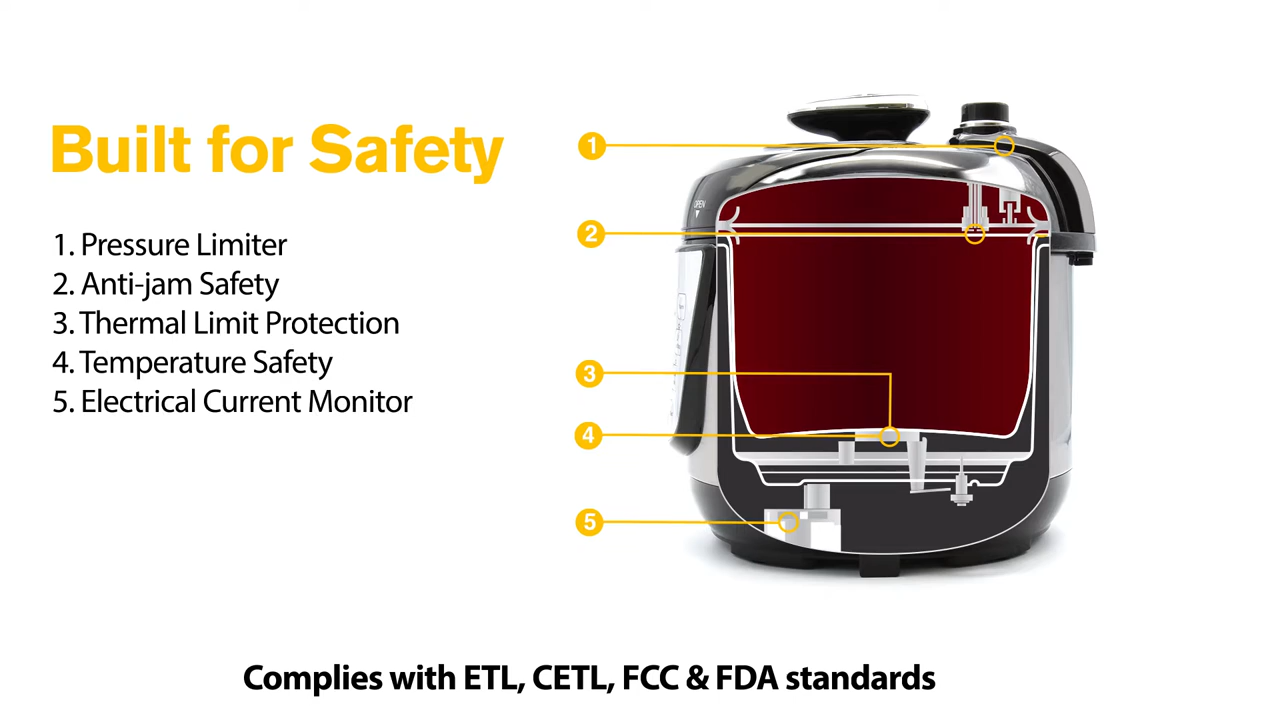 Built for Safety
1. Pressure Limiter
2. Anti-jam Safety
3. Thermal Limit Protection
4. Temperature Safety
5. Electrical Current Monitor
1
OPEN
2
3
4
5
Complies with ETL, CETL, FCC & FDA standards